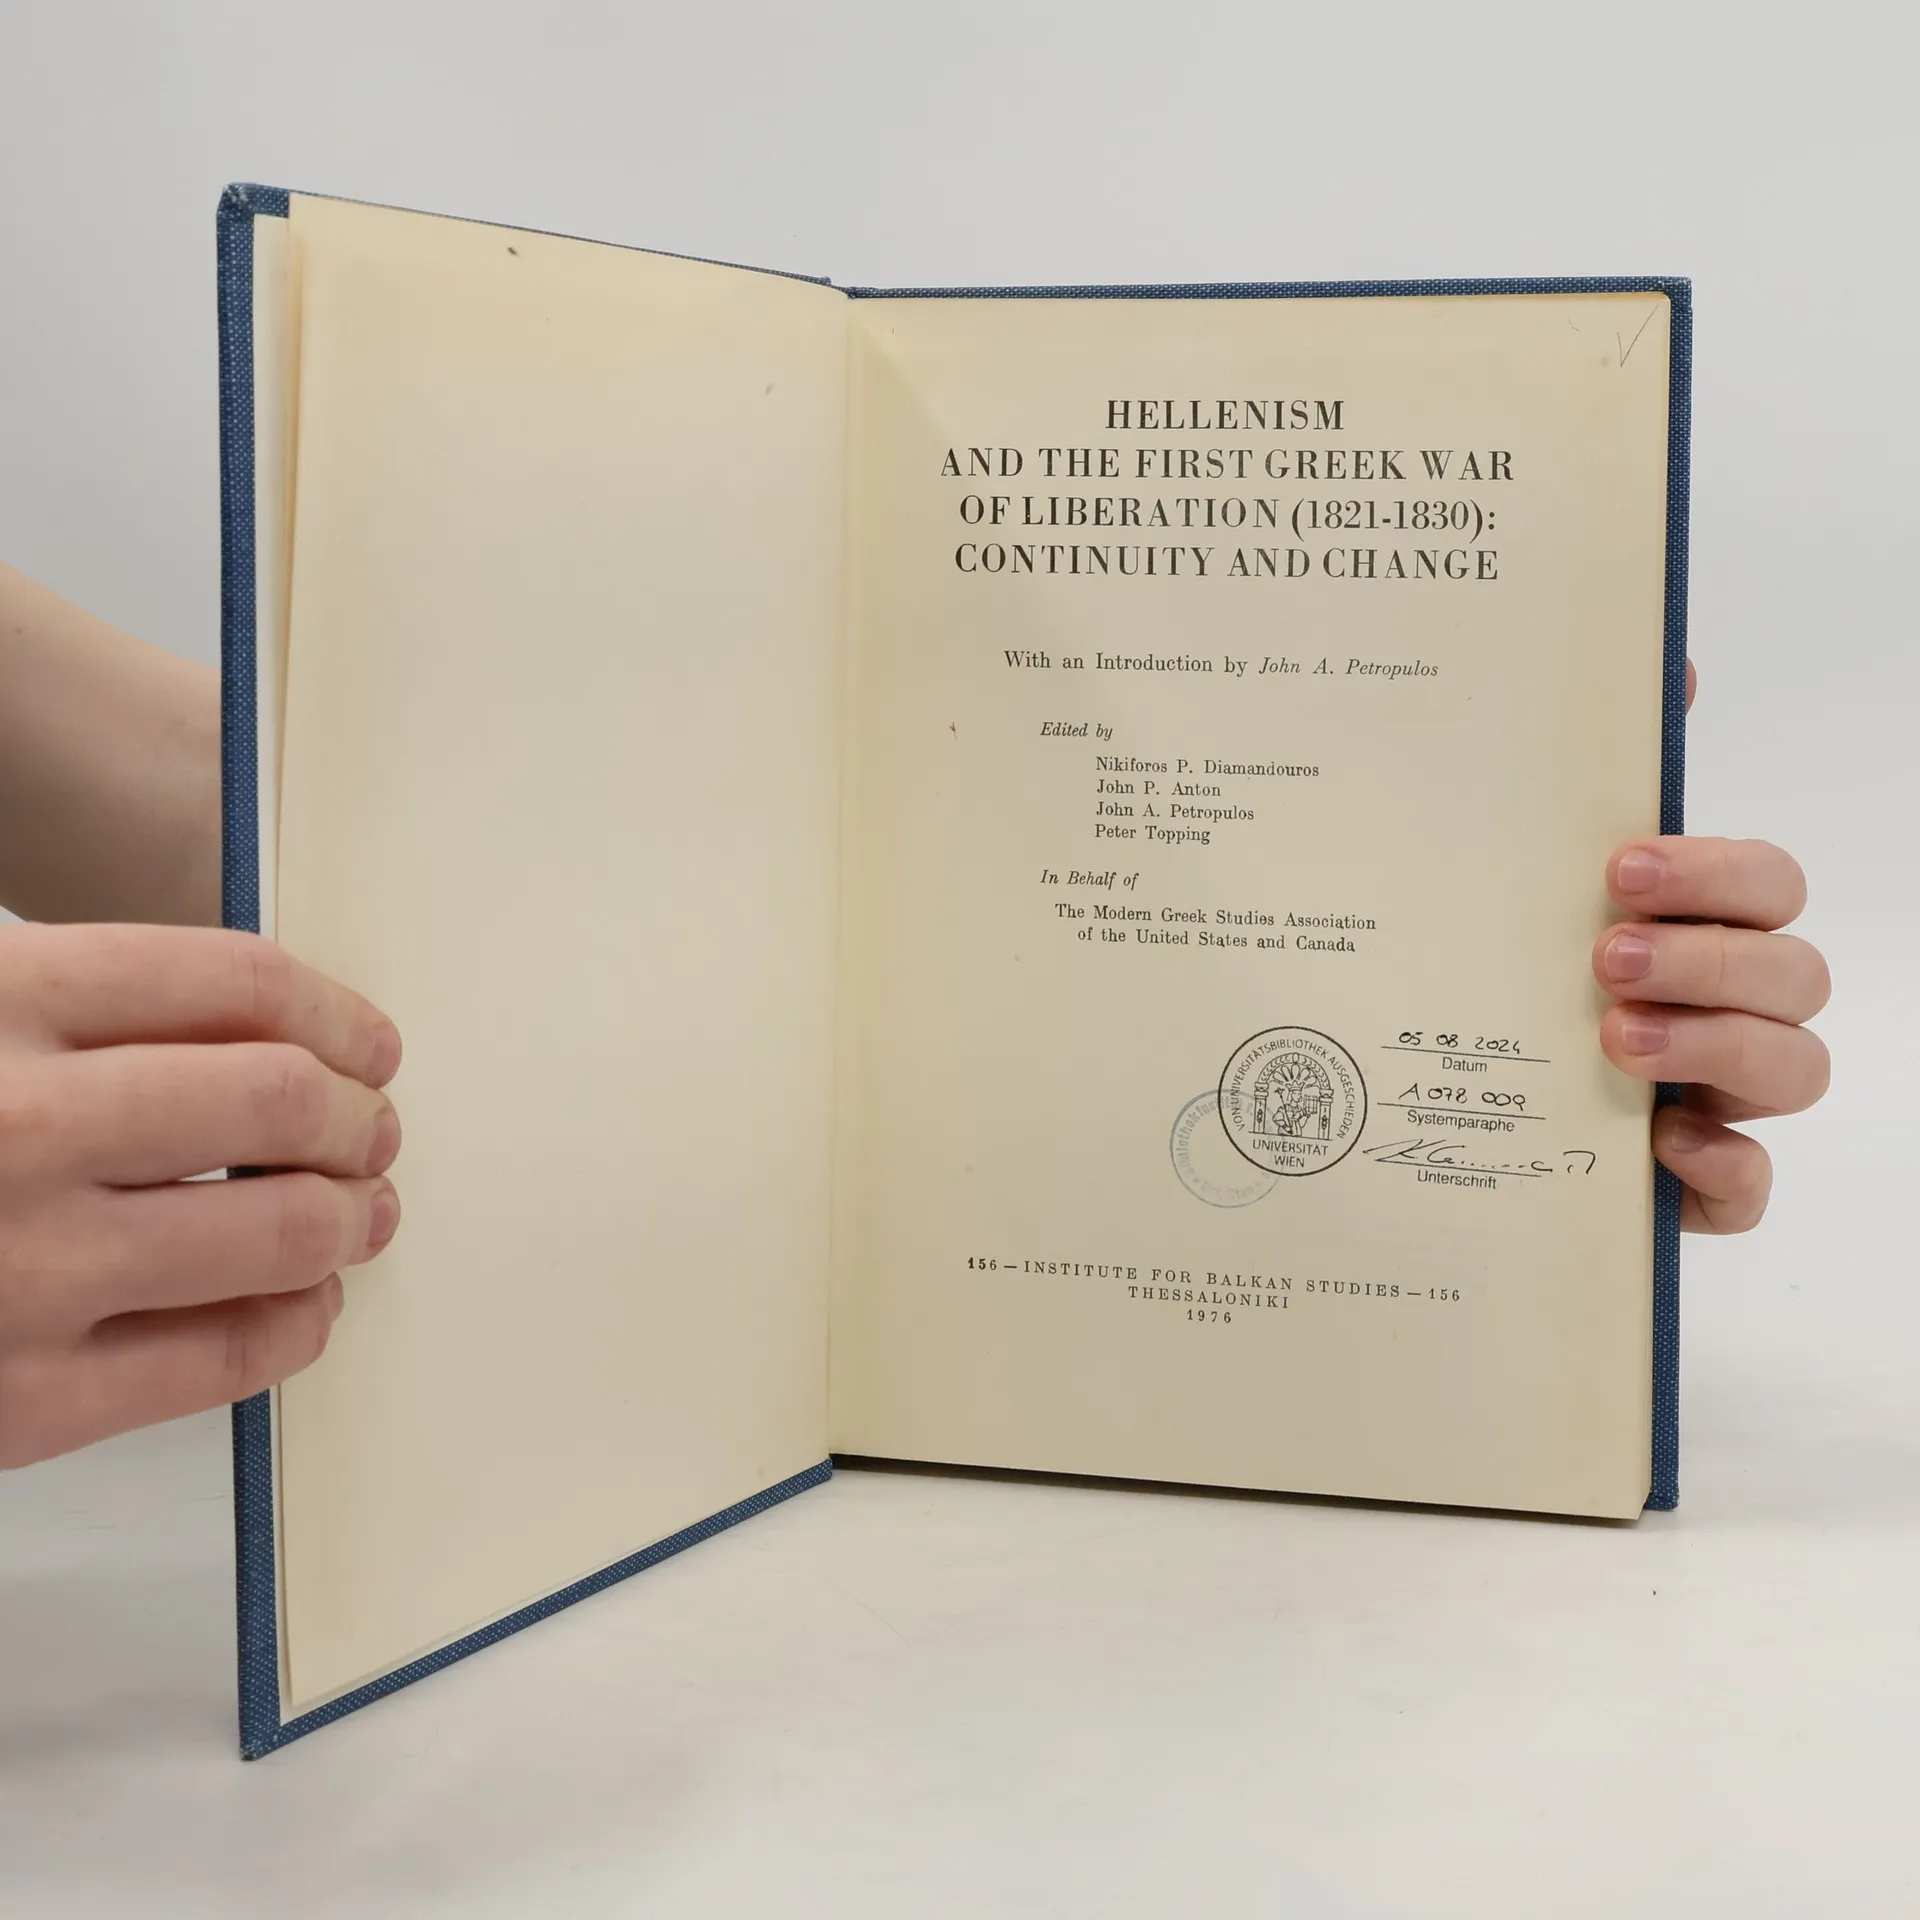 HELLENISM
AND THE FIRST GREEK WAR
OF LIBERATION (1821-1830):
CONTINUITY AND CHANGE
With an Introduction by John A. Petropulos
Edited by
Nikiforos P. Diamandouros
John P. Anton
John A. Petropulos
Peter Topping
In Behalf of
The Modern Greek Studies Association
of the United States and Canada
VON UNIVERSITÄTSBIBLIOTHEK AUSGESCHIEDEN
UNIVERSITÄT
WIEN
05 08 2024
Datum
A 078 009
Systemparaphe
Unterschrift
156 — INSTITUTE FOR BALKAN STUDIES — 156
THESSALONIKI
1976